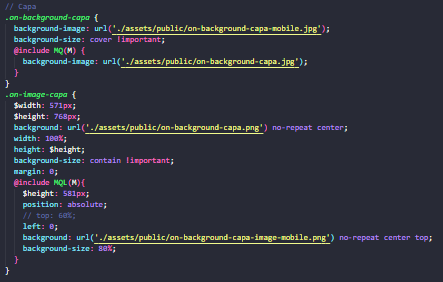 // Capa
.on-background-capa {
  background-image: url('./assets/public/on-background-capa-mobile.jpg');
  background-size: cover !important;
  @include MQ(M) {
    background-image: url('./assets/public/on-background-capa.jpg');
  }
}
.on-image-capa {
  $width: 571px;
  $height: 768px;
  background: url('./assets/public/on-background-capa.png') no-repeat center;
  width: 100%;
  height: $height;
  background-size: contain !important;
  margin: 0;
  @include MQL(M){
    $height: 581px;
    position: absolute;
    // top: 60%;
    left: 0;
    background: url('./assets/public/on-background-capa-image-mobile.png') no-repeat center top;
    background-size: 80%;
  }
}